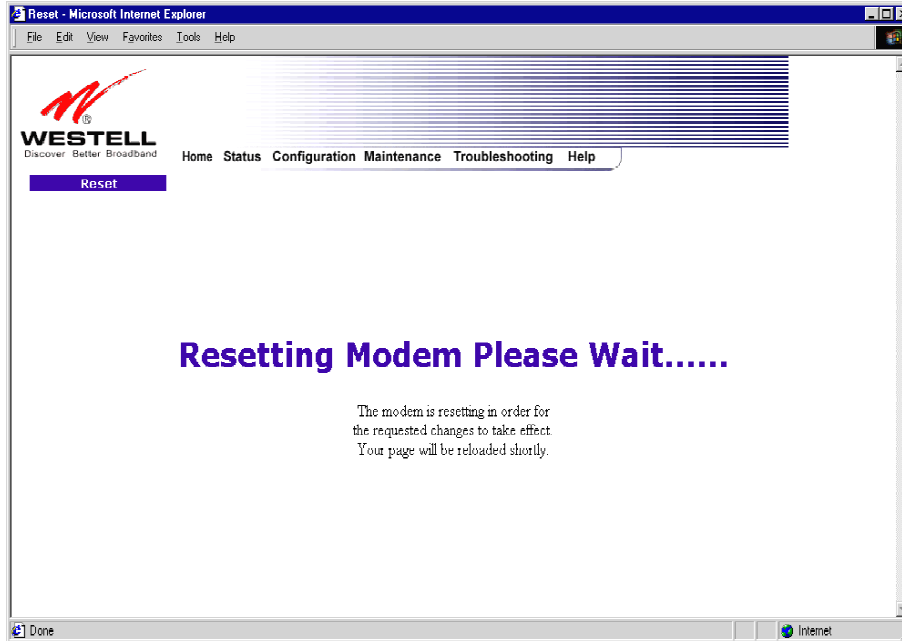 Reset - Microsoft Internet Explorer
File Edit View Favorites Tools Help
®
WESTELL
Discover Better Broadband
Home Status Configuration Maintenance Troubleshooting Help
Reset
Resetting Modem Please Wait......
The modem is resetting in order for
the requested changes to take effect.
Your page will be reloaded shortly.
Done
Internet